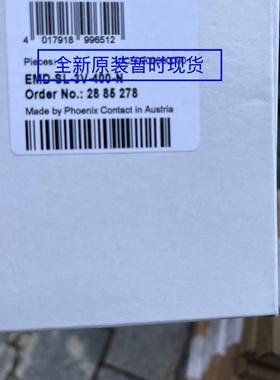 4 017918 996512
Pieces:
全新原装普时现货
EMD-SL-3V-400-N
Order No.: 28 85 278
Made by Phoenix Contact in Austria